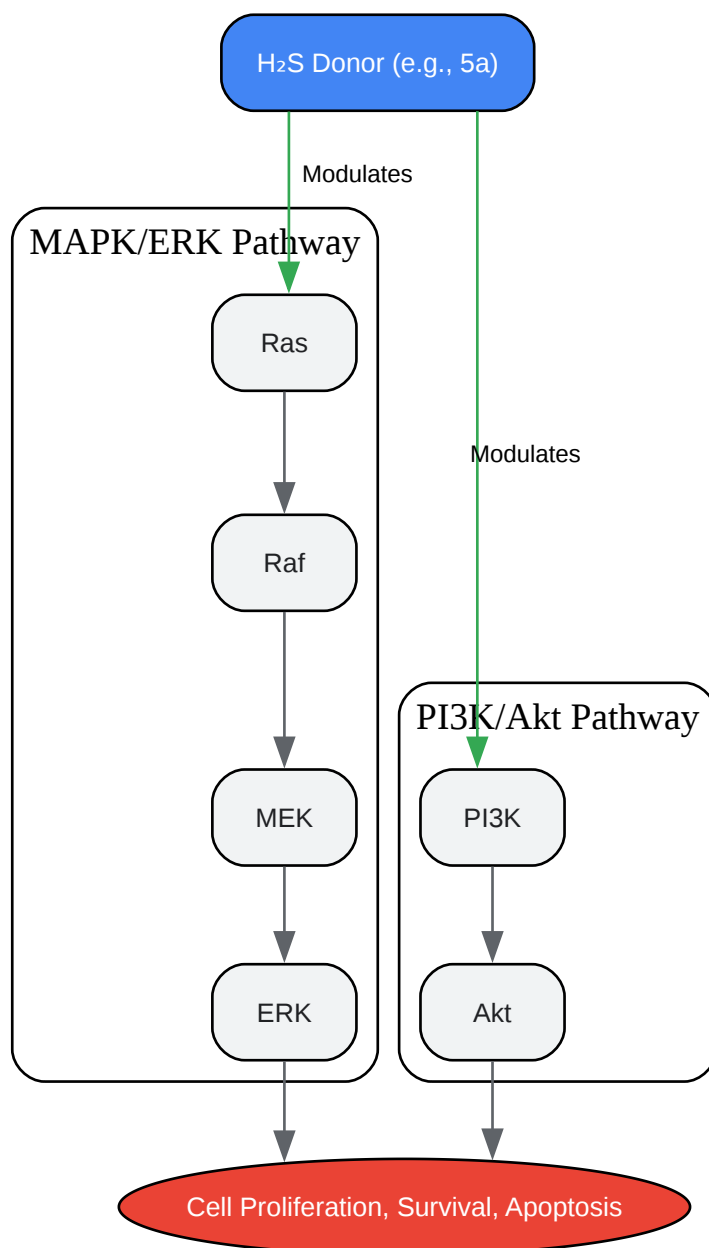 H₂S Donor (e.g., 5a)
Modulates
MAPK/ERK Pathway
Ras
Modulates
Raf
PI3K/Akt Pathway
MEK
PI3K
ERK
Akt
Cell Proliferation, Survival, Apoptosis